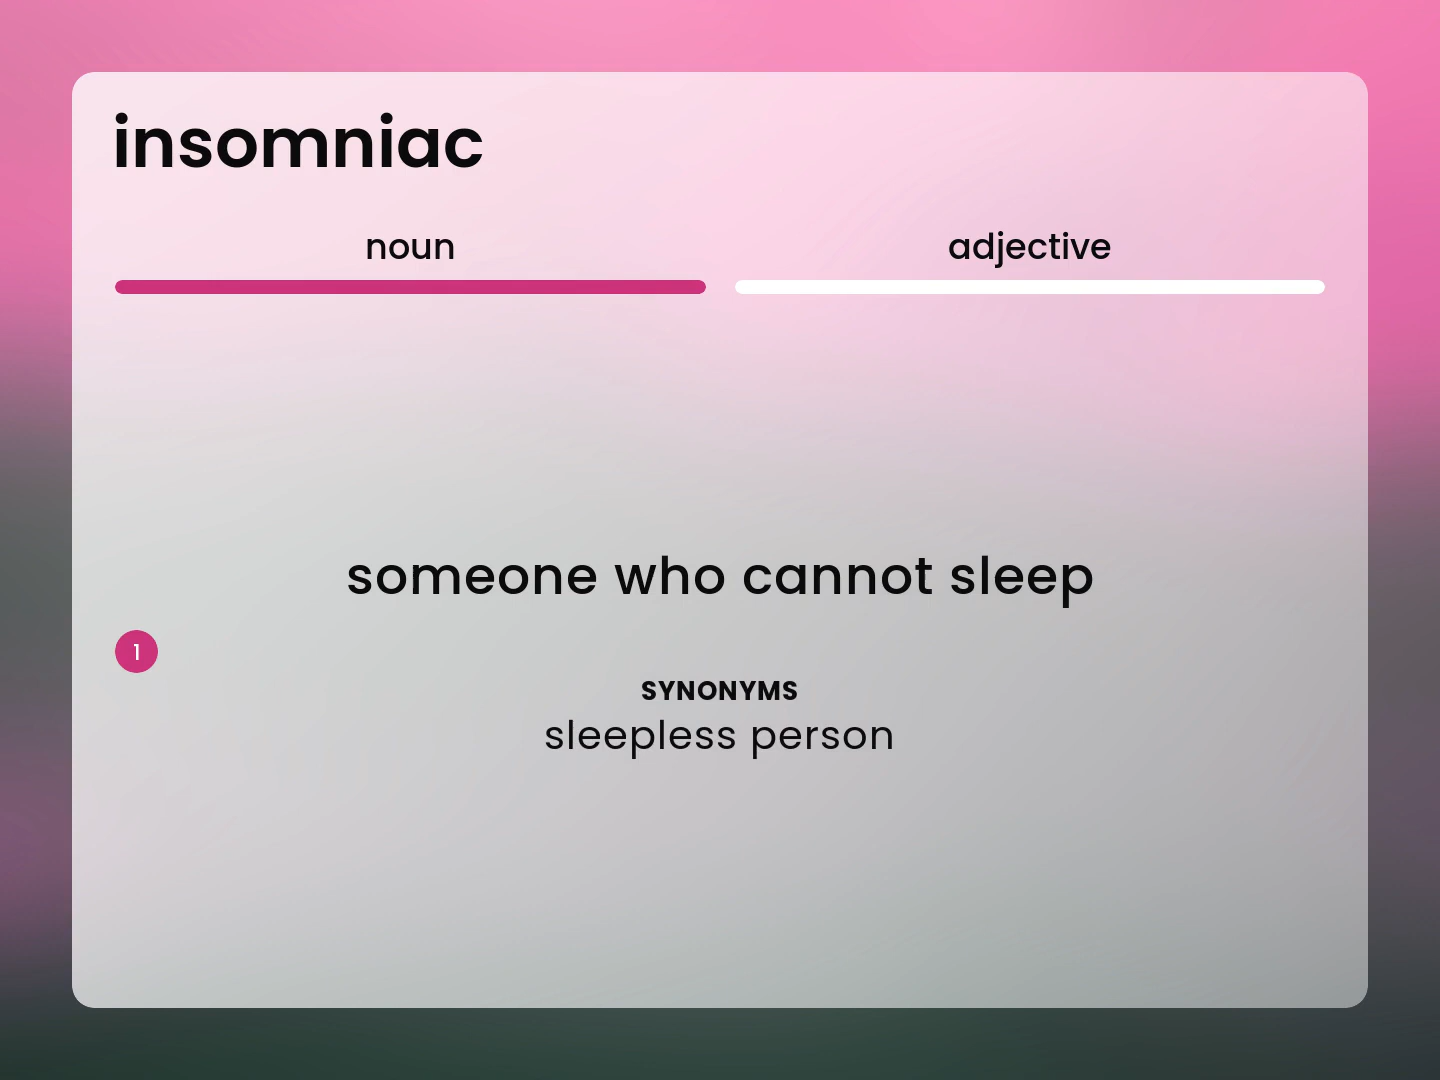 insomniac
noun
adjective
someone who cannot sleep
1
SYNONYMS
sleepless person